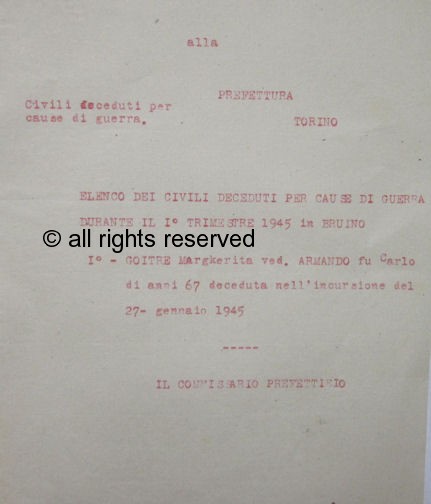 alla
PREFETTURA
Civili deceduti per
cause di guerra.
TORINO
ELENCO DEI CIVILI DECEDUTI PER CAUSE DI GUERRA
DURANTE IL I° TRIMESTRE 1945 in BRUINO
© all rights reserved
I° - GOITRE Margkerita ved. ARMANDO fu Carlo
di anni 67 deceduta nell'incursione del
27- gennaio 1945
-----
IL COMMISSARIO PREFETTIZIO